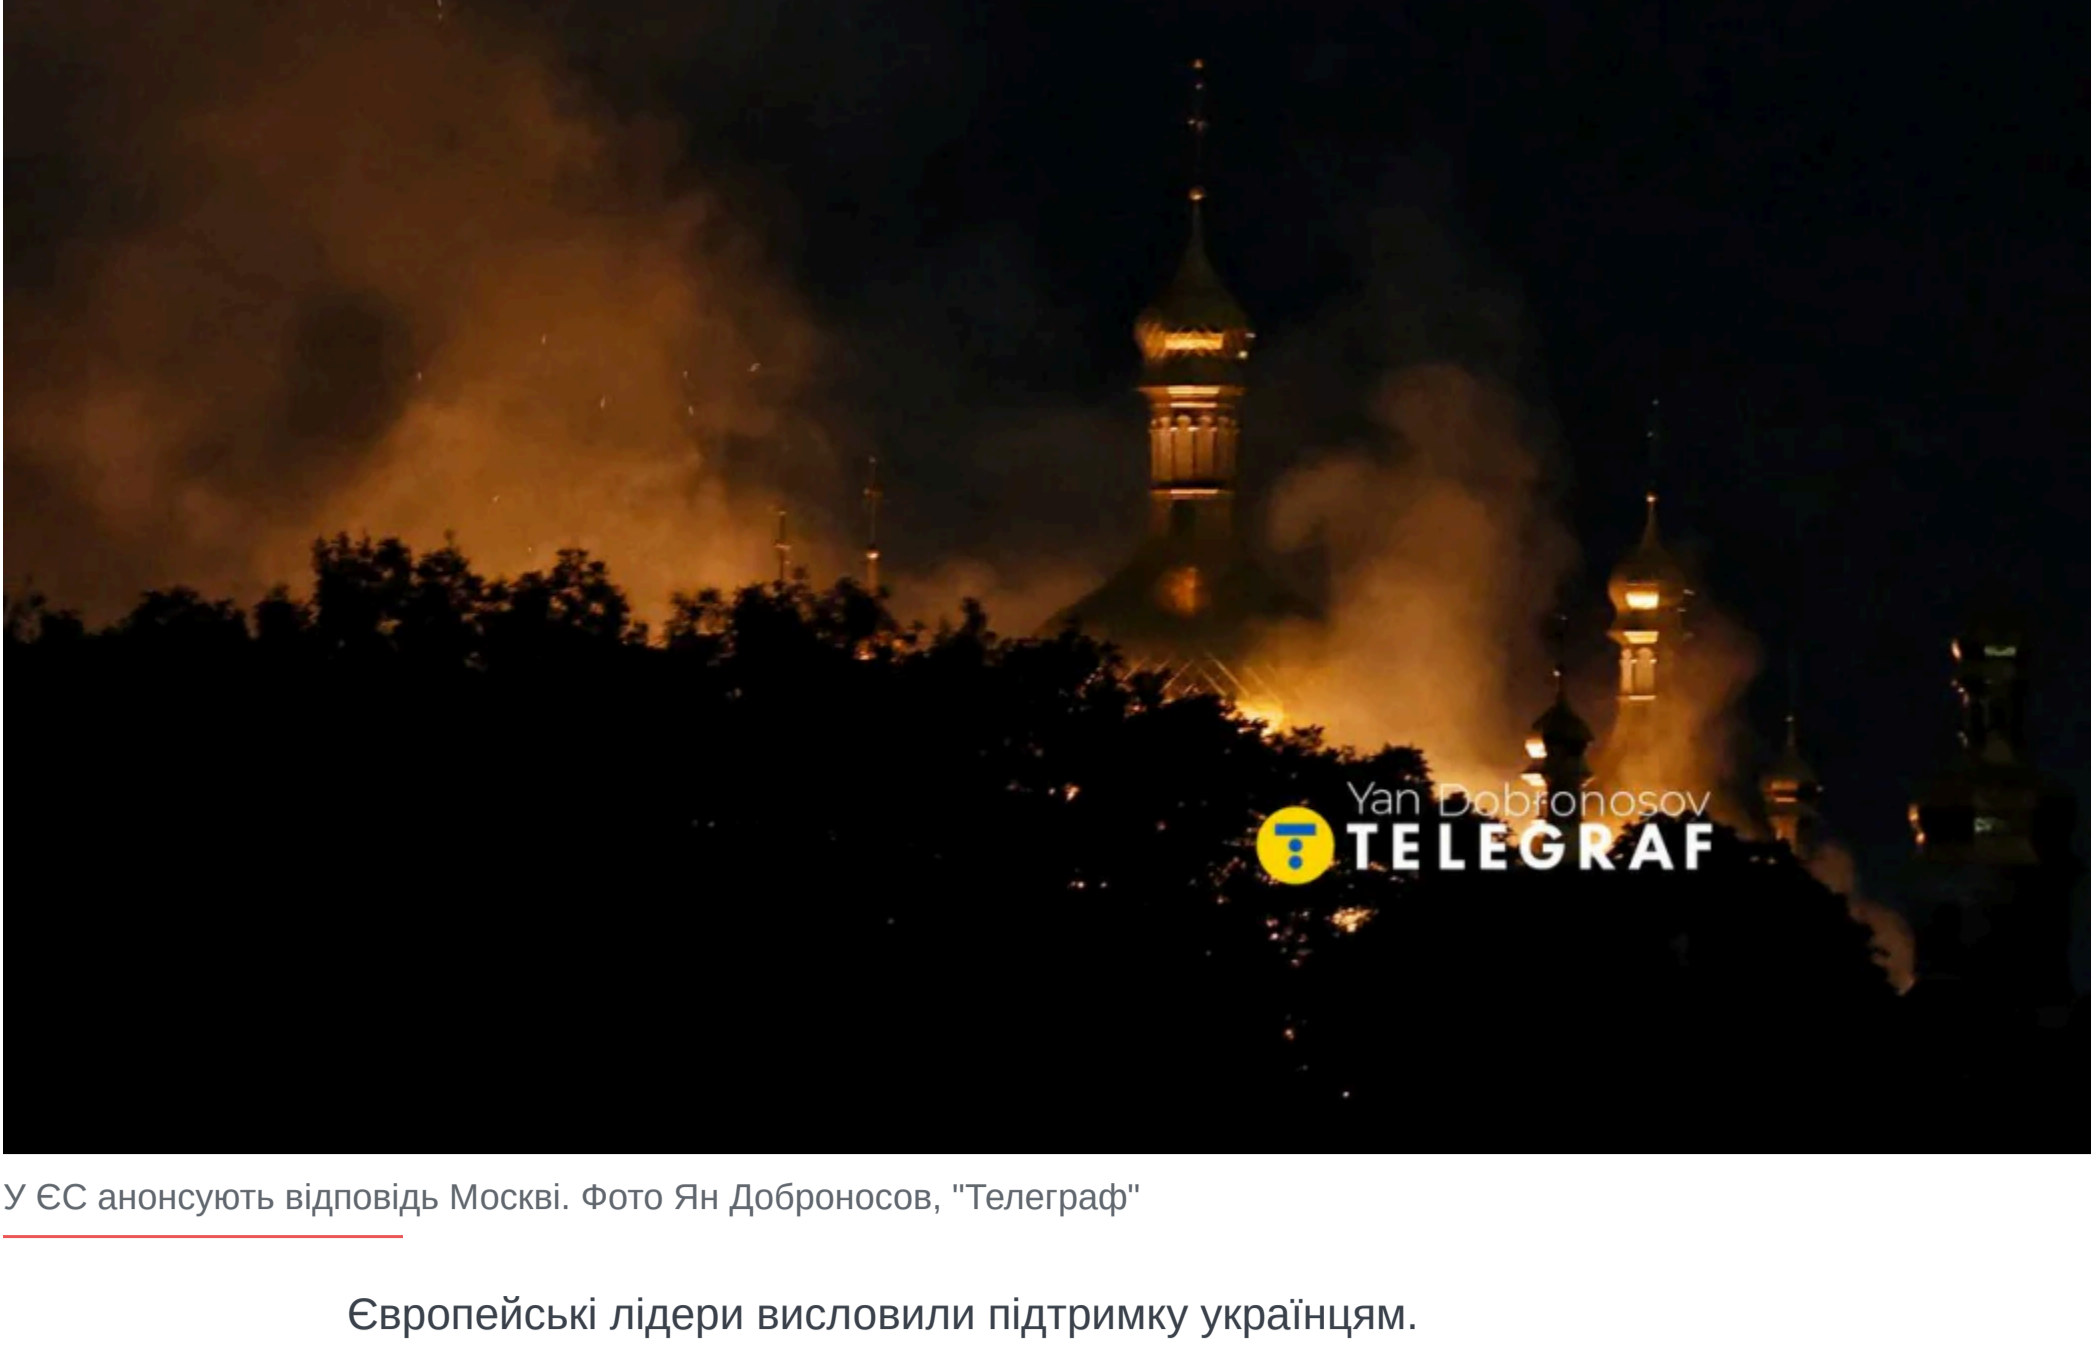 Yan Dobronosov
TELEGRAF
У ЄС анонсують відповідь Москві. Фото Ян Доброносов, "Телеграф"
Європейські лідери висловили підтримку українцям.